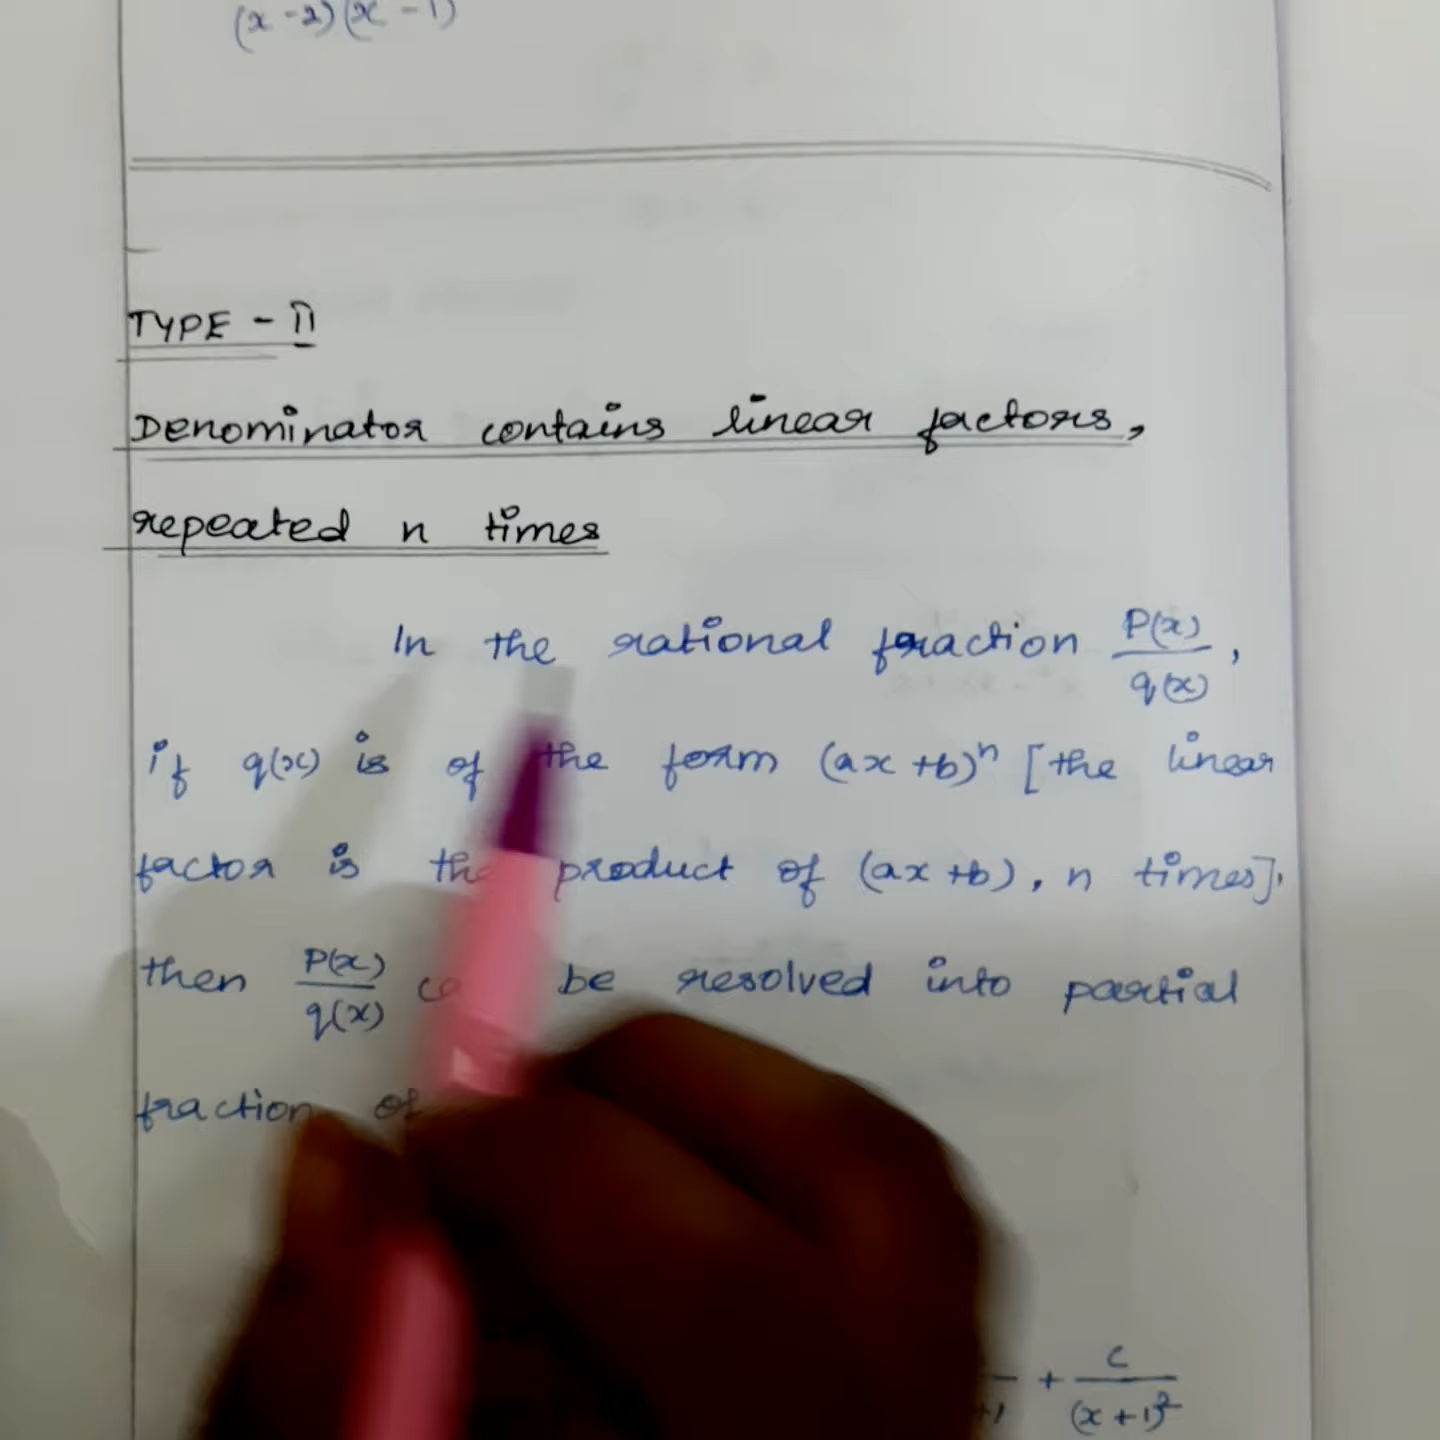 (x-2)(x-1)
TYPE - II
Denominator contains linear factors,
repeated n times
In the rational fraction P(x)/q(x),
if q(x) is of the form (ax+b)ⁿ [the linear
factor is the product of (ax+b), n times].
then P(x)/q(x) be resolved into partial
fraction of
+ C/(x+1)²